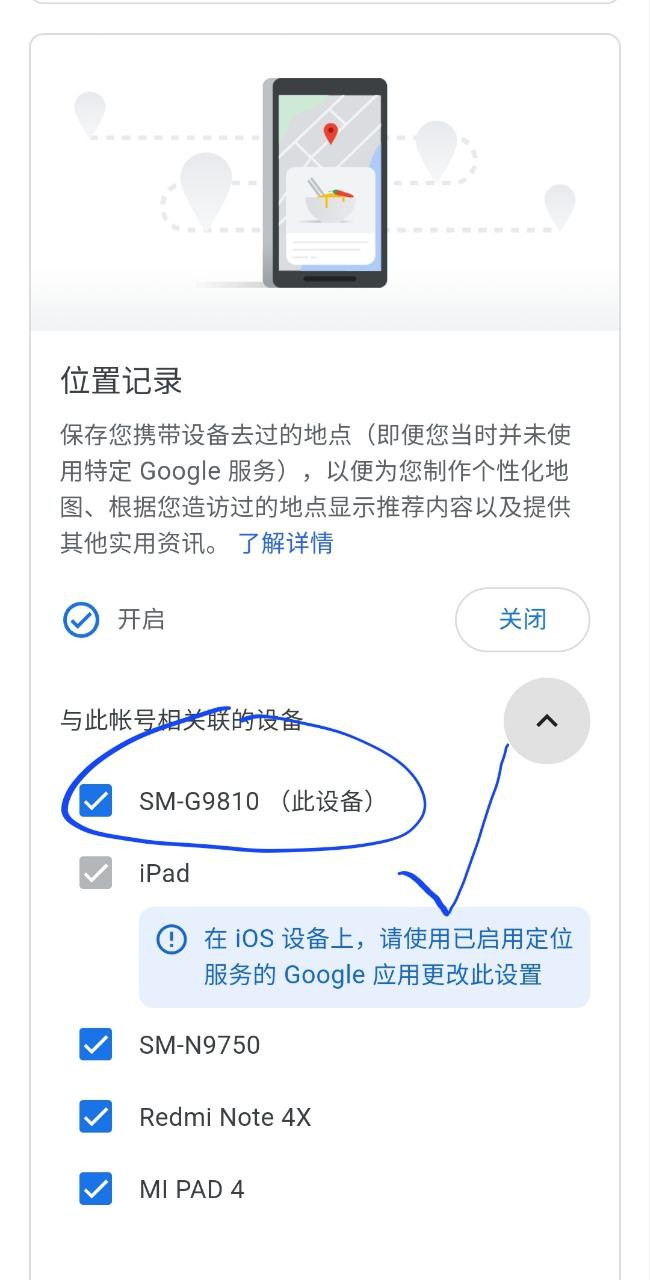 位置记录
保存您携带设备去过的地点（即便您当时并未使
用特定 Google 服务），以便为您制作个性化地
图、根据您造访过的地点显示推荐内容以及提供
其他实用资讯。 了解详情
开启
关闭
与此帐号相关联的设备
SM-G9810 （此设备）
iPad
在 iOS 设备上，请使用已启用定位
服务的 Google 应用更改此设置
SM-N9750
Redmi Note 4X
MI PAD 4